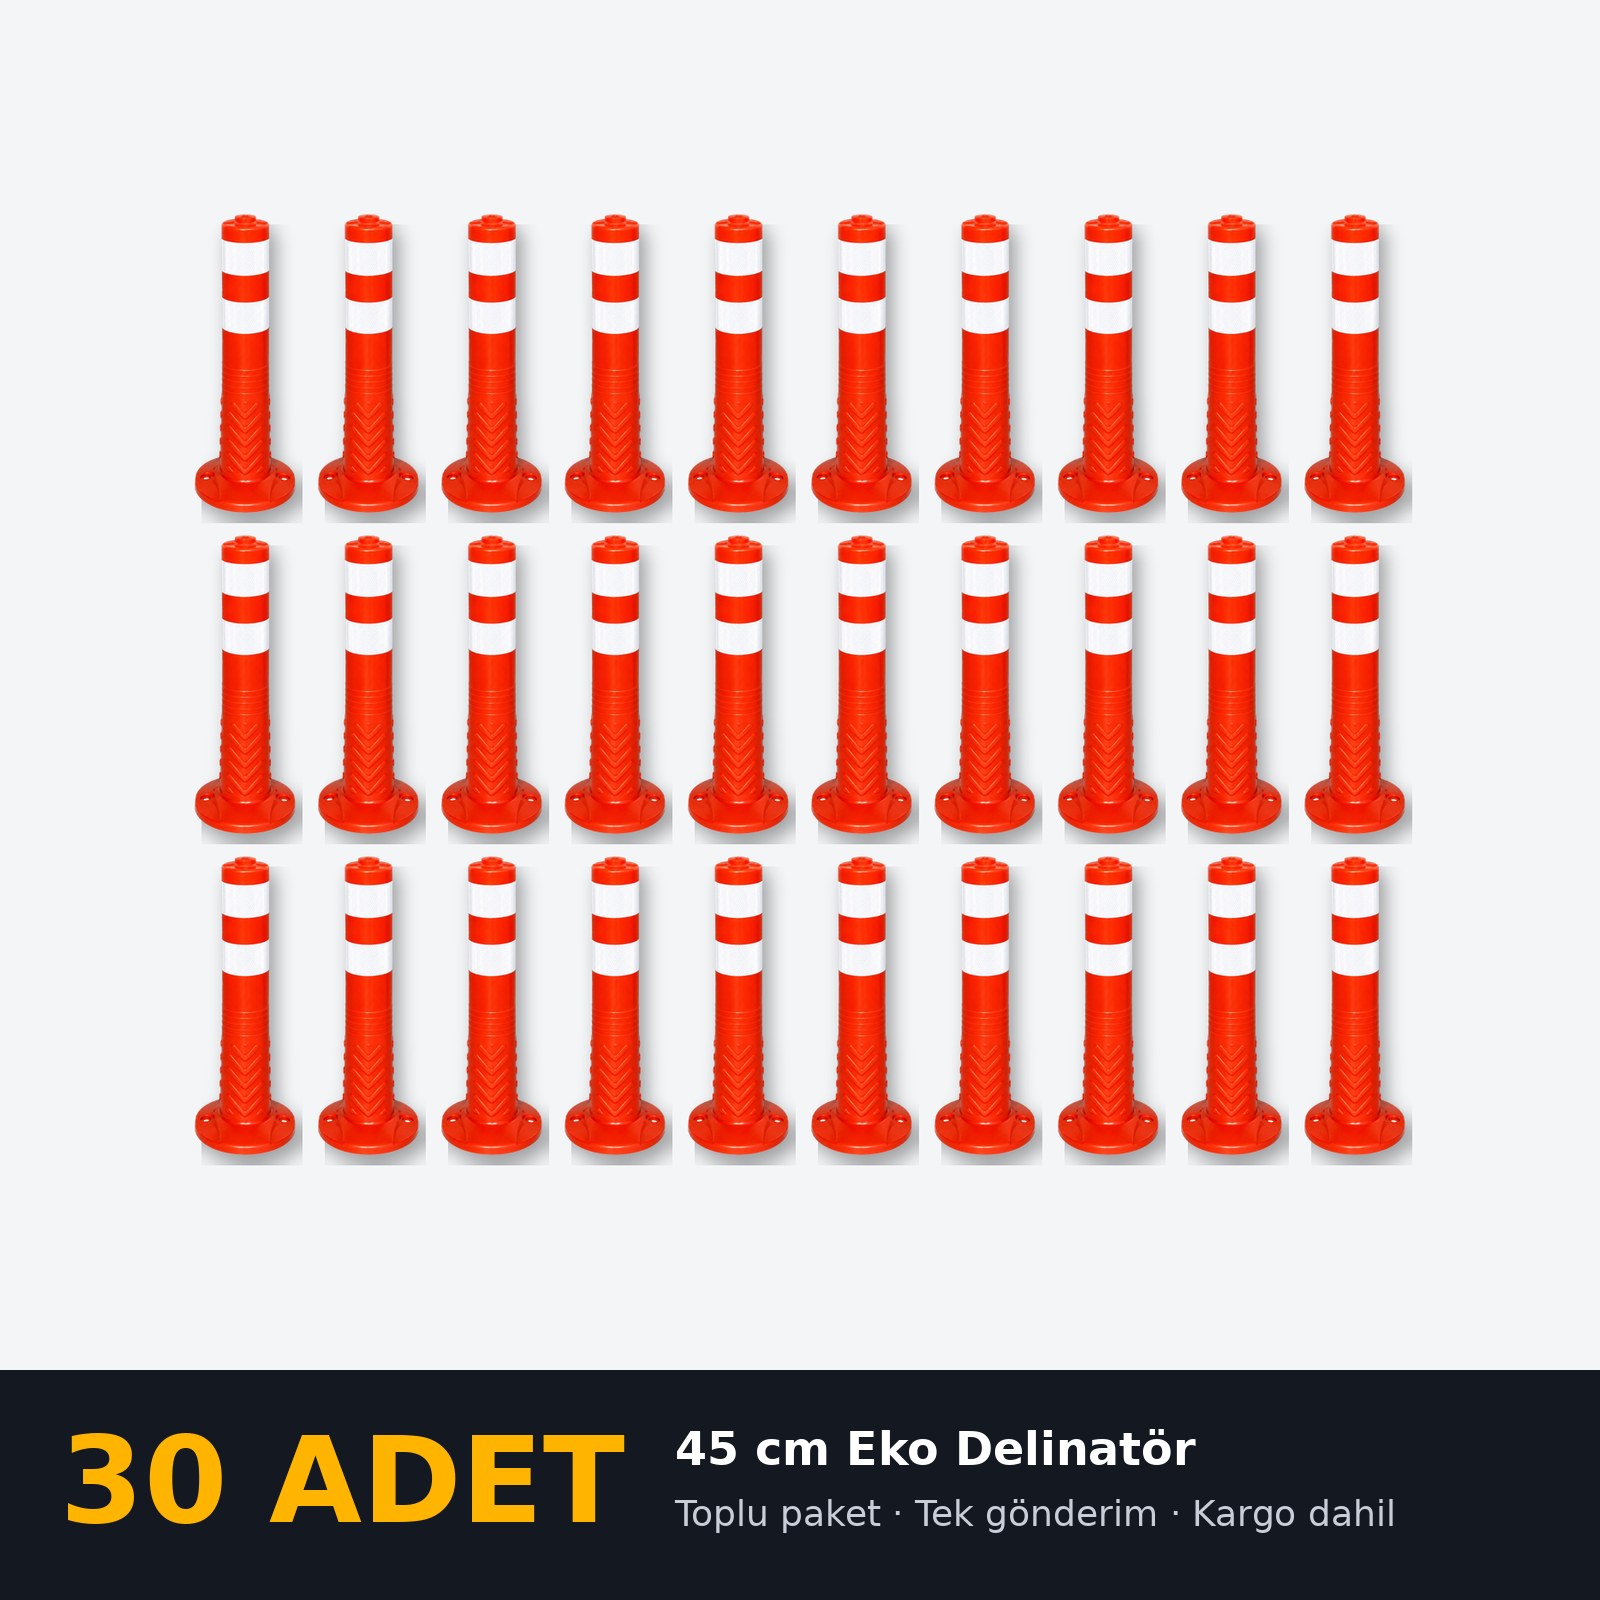 30 ADET
45 cm Eko Delinatör
Toplu paket · Tek gönderim · Kargo dahil